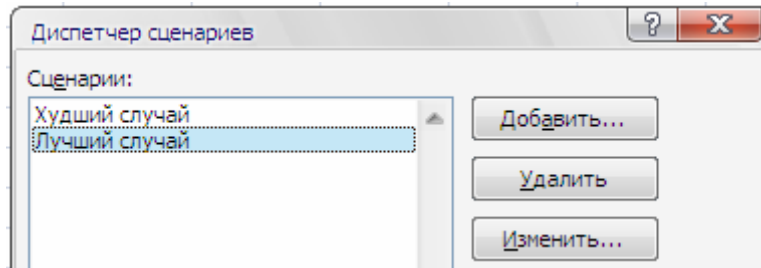 Диспетчер сценариев
?
Сценарии:
Худший случай
Лучший случай
Добавить...
Удалить
Изменить...